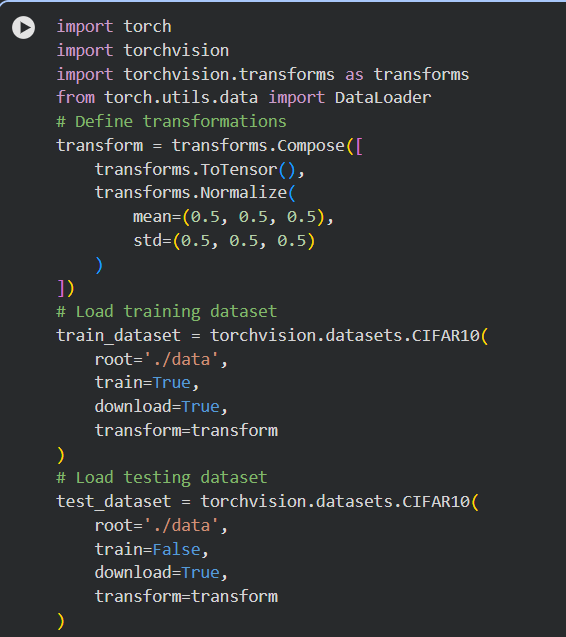 import torch
import torchvision
import torchvision.transforms as transforms
from torch.utils.data import DataLoader
# Define transformations
transform = transforms.Compose([
    transforms.ToTensor(),
    transforms.Normalize(
        mean=(0.5, 0.5, 0.5),
        std=(0.5, 0.5, 0.5)
    )
])
# Load training dataset
train_dataset = torchvision.datasets.CIFAR10(
    root='./data',
    train=True,
    download=True,
    transform=transform
)
# Load testing dataset
test_dataset = torchvision.datasets.CIFAR10(
    root='./data',
    train=False,
    download=True,
    transform=transform
)